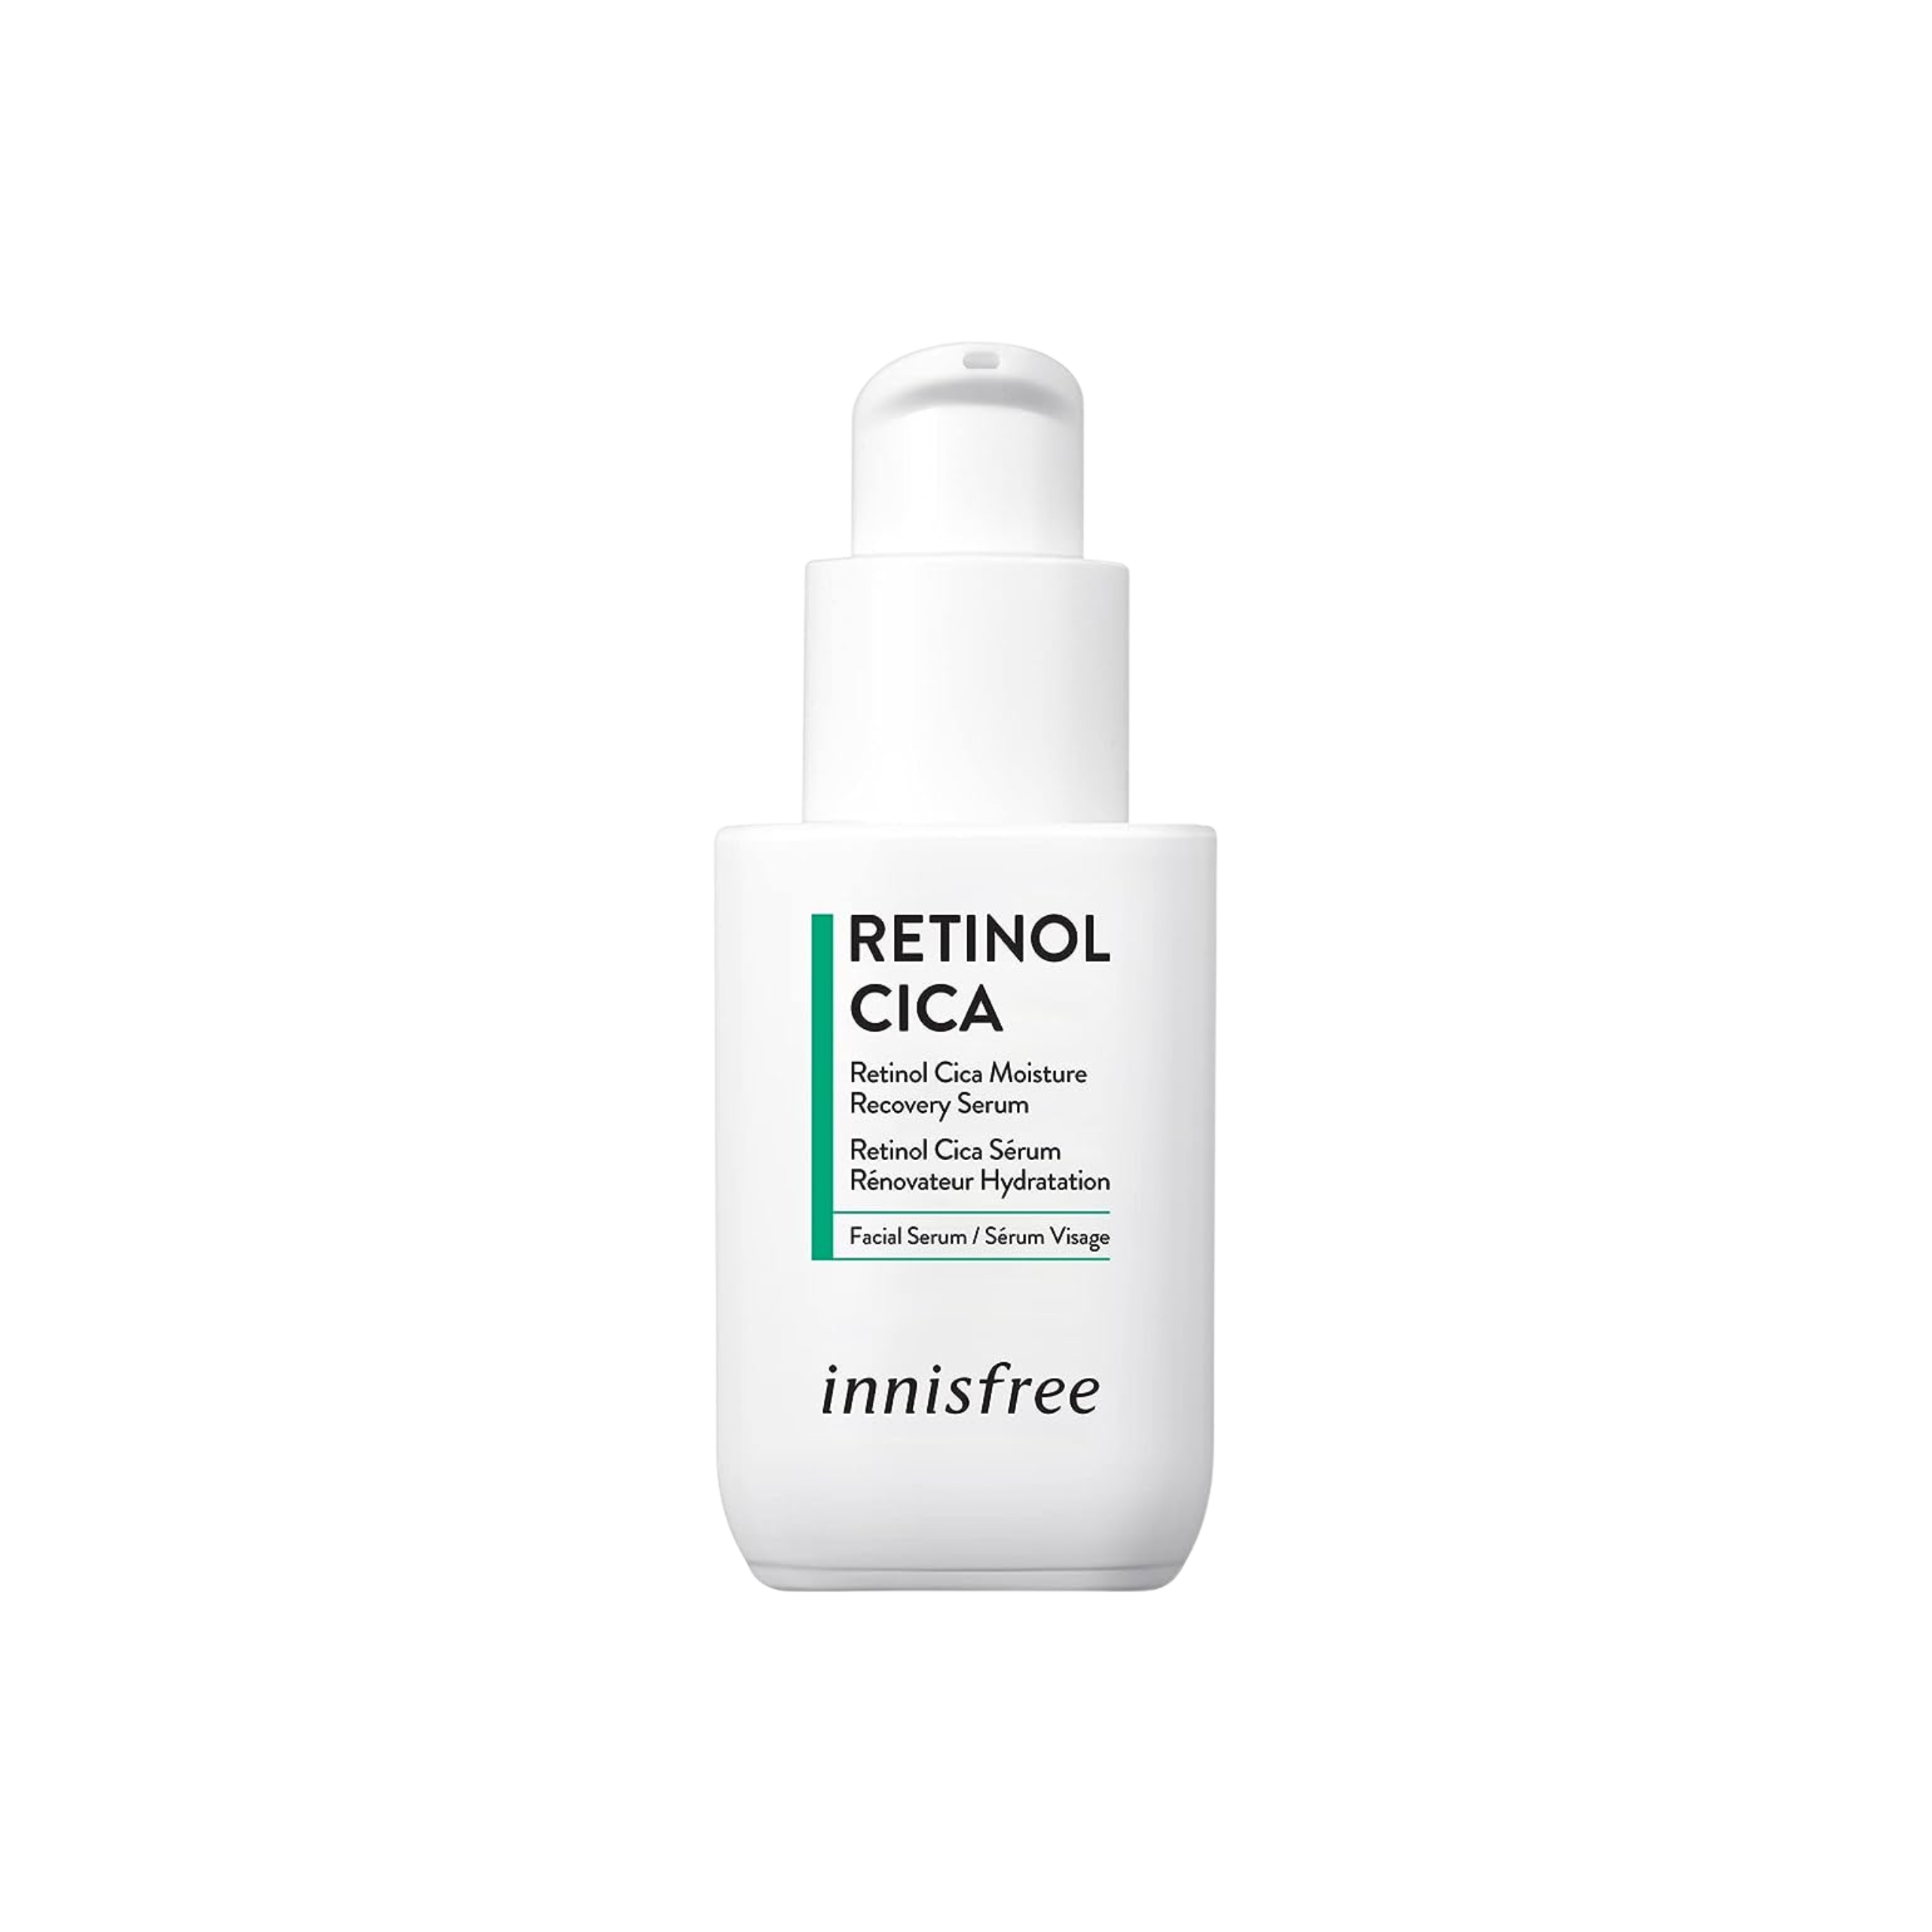 RETINOL
CICA
Retinol Cica Moisture
Recovery Serum
Retinol Cica Sérum
Rénovateur Hydratation
Facial Serum / Sérum Visage
innisfree